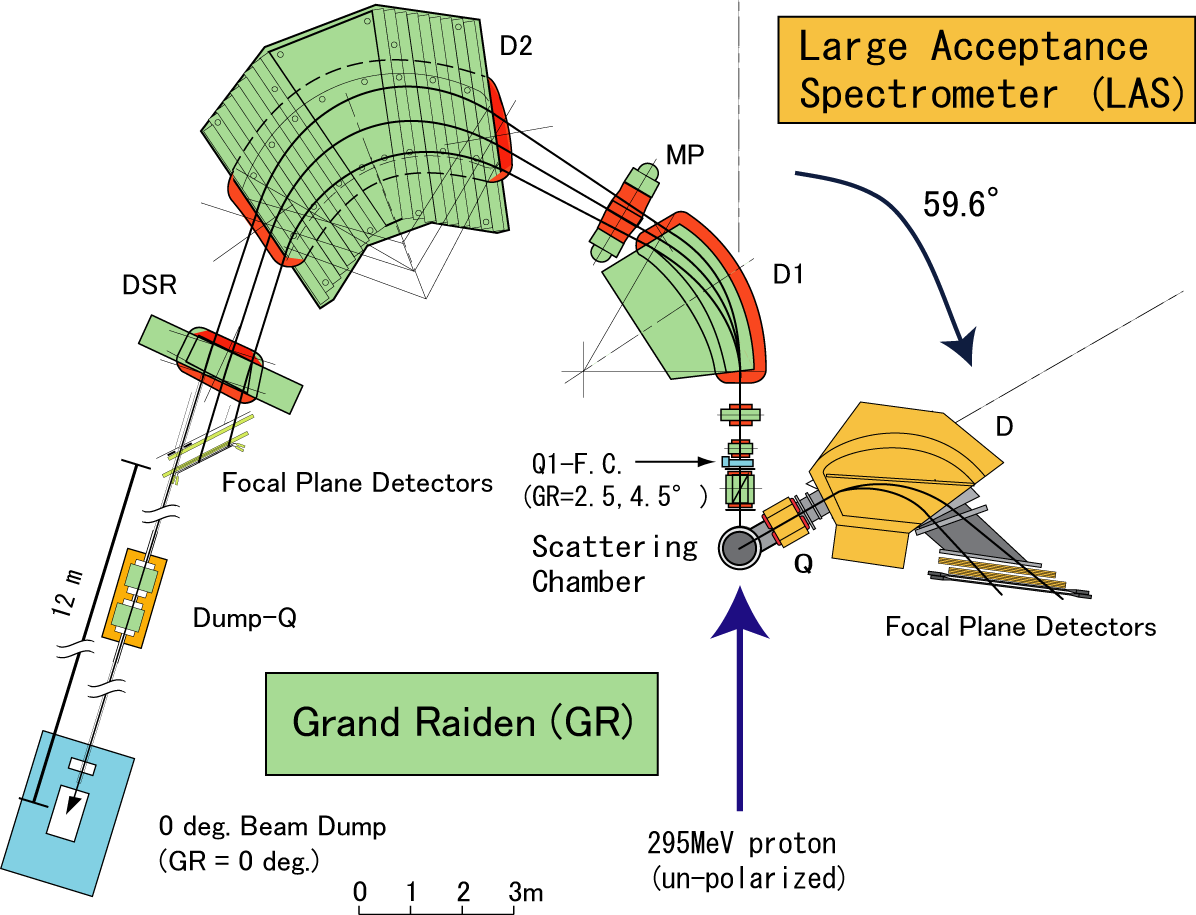 D2
Large Acceptance
Spectrometer (LAS)
MP
59.6°
D1
DSR
D
Q1-F.C.
(GR=2.5,4.5°)
Focal Plane Detectors
Scattering
Chamber
Q
12 m
Dump-Q
Focal Plane Detectors
Grand Raiden (GR)
0 deg. Beam Dump
(GR = 0 deg.)
295MeV proton
(un-polarized)
0 1 2 3m